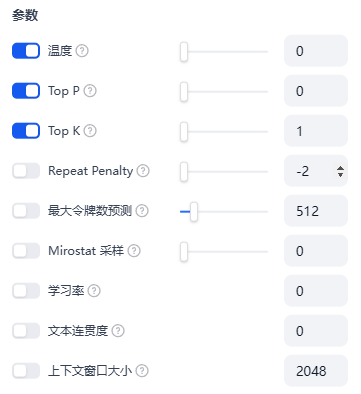 参数
温度 0
Top P 0
Top K 1
Repeat Penalty -2
最大令牌数预测 512
Mirostat 采样 0
学习率 0
文本连贯度 0
上下文窗口大小 2048